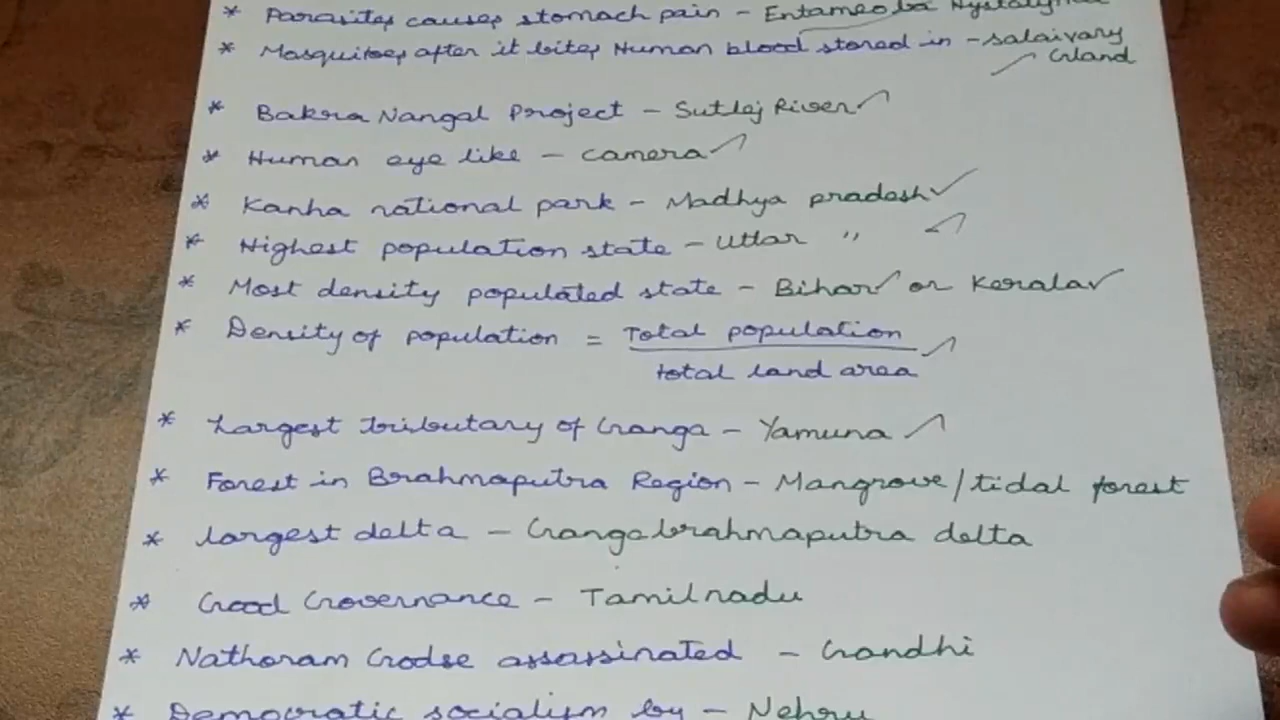 * Parasites causes stomach pain - Entamoeba Hystolytica
* Masquitoes after it bites Human blood stored in - salaivary
Gland
* Bakra Nangal Project - Sutlej River
* Human eye like - camera
* Kanha national park - Madhya pradesh
* Highest population state - Uttar "
* Most density populated state - Bihar or Kerala
* Density of population = Total population
total land area
* Largest tributary of Ganga - Yamuna
* Forest in Brahmaputra Region - Mangrove/tidal forest
* largest delta - Gangabrahmaputra delta
* Good Governance - Tamilnadu
* Nathoram Godse assassinated - Gandhi
* Democratic socialism by - Nehru